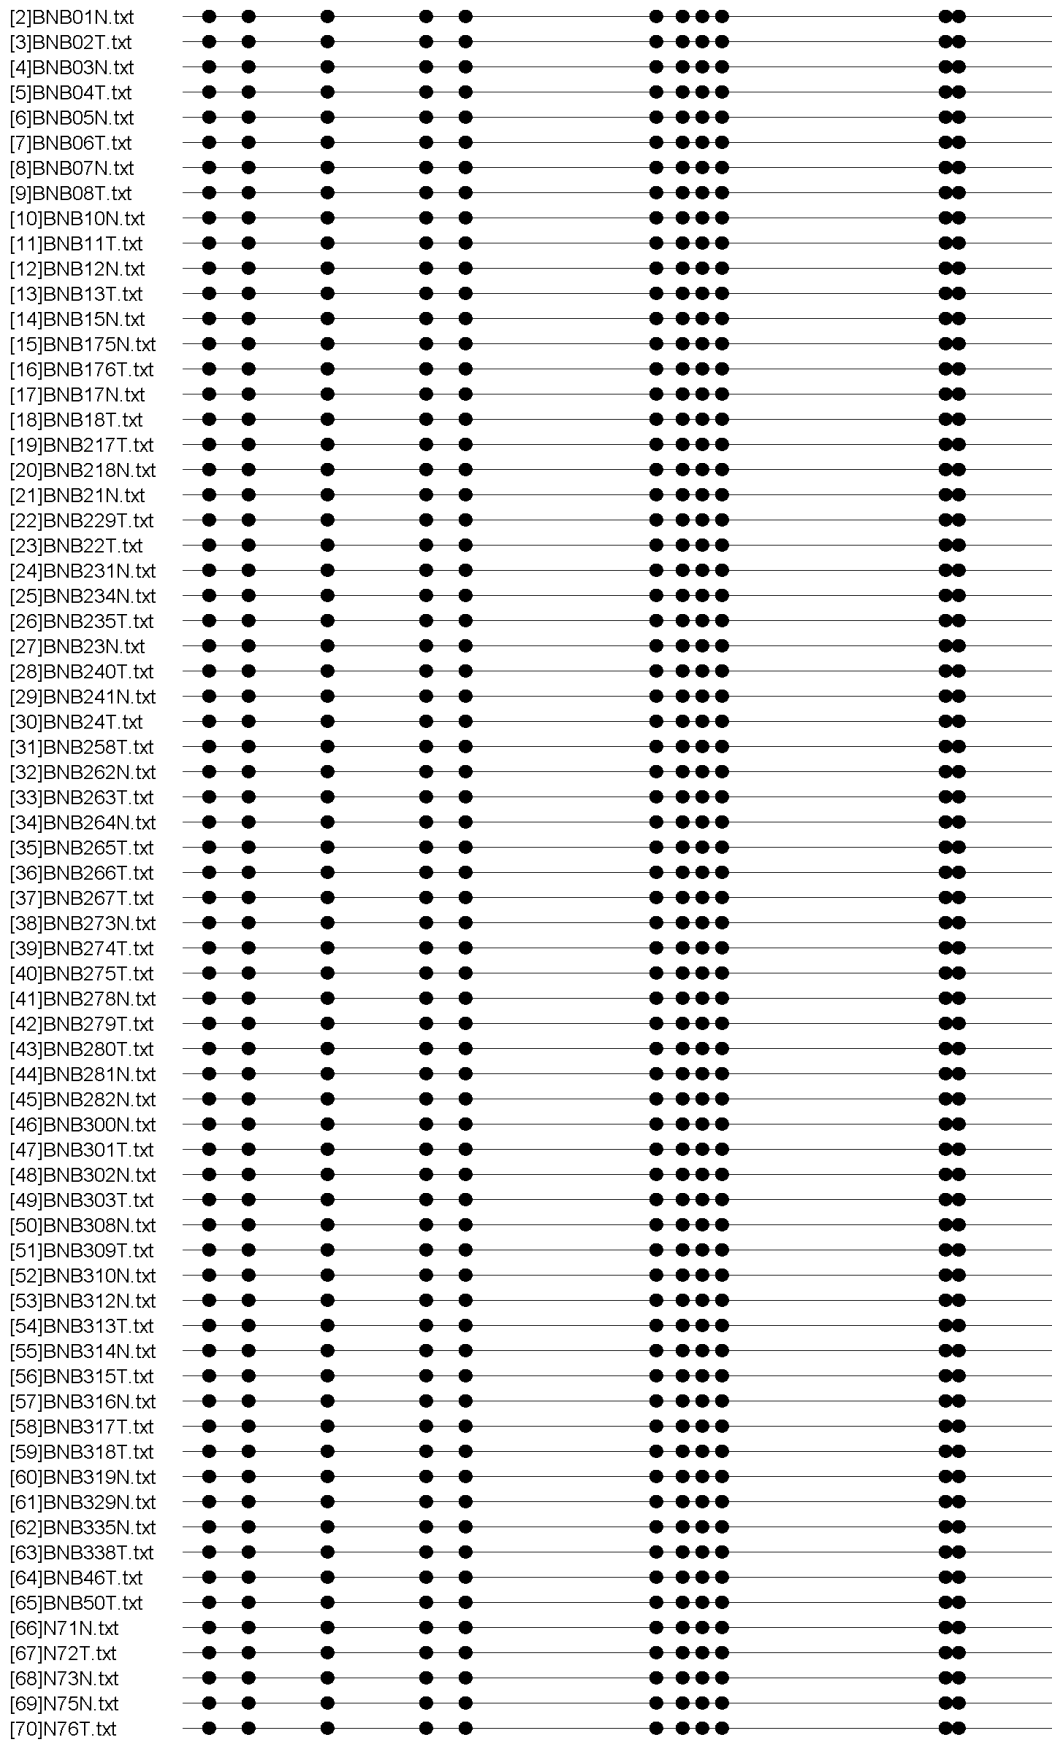 [2]BNB01N.txt
[3]BNB02T.txt
[4]BNB03N.txt
[5]BNB04T.txt
[6]BNB05N.txt
[7]BNB06T.txt
[8]BNB07N.txt
[9]BNB08T.txt
[10]BNB10N.txt
[11]BNB11T.txt
[12]BNB12N.txt
[13]BNB13T.txt
[14]BNB15N.txt
[15]BNB175N.txt
[16]BNB176T.txt
[17]BNB17N.txt
[18]BNB18T.txt
[19]BNB217T.txt
[20]BNB218N.txt
[21]BNB21N.txt
[22]BNB229T.txt
[23]BNB22T.txt
[24]BNB231N.txt
[25]BNB234N.txt
[26]BNB235T.txt
[27]BNB23N.txt
[28]BNB240T.txt
[29]BNB241N.txt
[30]BNB24T.txt
[31]BNB258T.txt
[32]BNB262N.txt
[33]BNB263T.txt
[34]BNB264N.txt
[35]BNB265T.txt
[36]BNB266T.txt
[37]BNB267T.txt
[38]BNB273N.txt
[39]BNB274T.txt
[40]BNB275T.txt
[41]BNB278N.txt
[42]BNB279T.txt
[43]BNB280T.txt
[44]BNB281N.txt
[45]BNB282N.txt
[46]BNB300N.txt
[47]BNB301T.txt
[48]BNB302N.txt
[49]BNB303T.txt
[50]BNB308N.txt
[51]BNB309T.txt
[52]BNB310N.txt
[53]BNB312N.txt
[54]BNB313T.txt
[55]BNB314N.txt
[56]BNB315T.txt
[57]BNB316N.txt
[58]BNB317T.txt
[59]BNB318T.txt
[60]BNB319N.txt
[61]BNB329N.txt
[62]BNB335N.txt
[63]BNB338T.txt
[64]BNB46T.txt
[65]BNB50T.txt
[66]N71N.txt
[67]N72T.txt
[68]N73N.txt
[69]N75N.txt
[70]N76T.txt